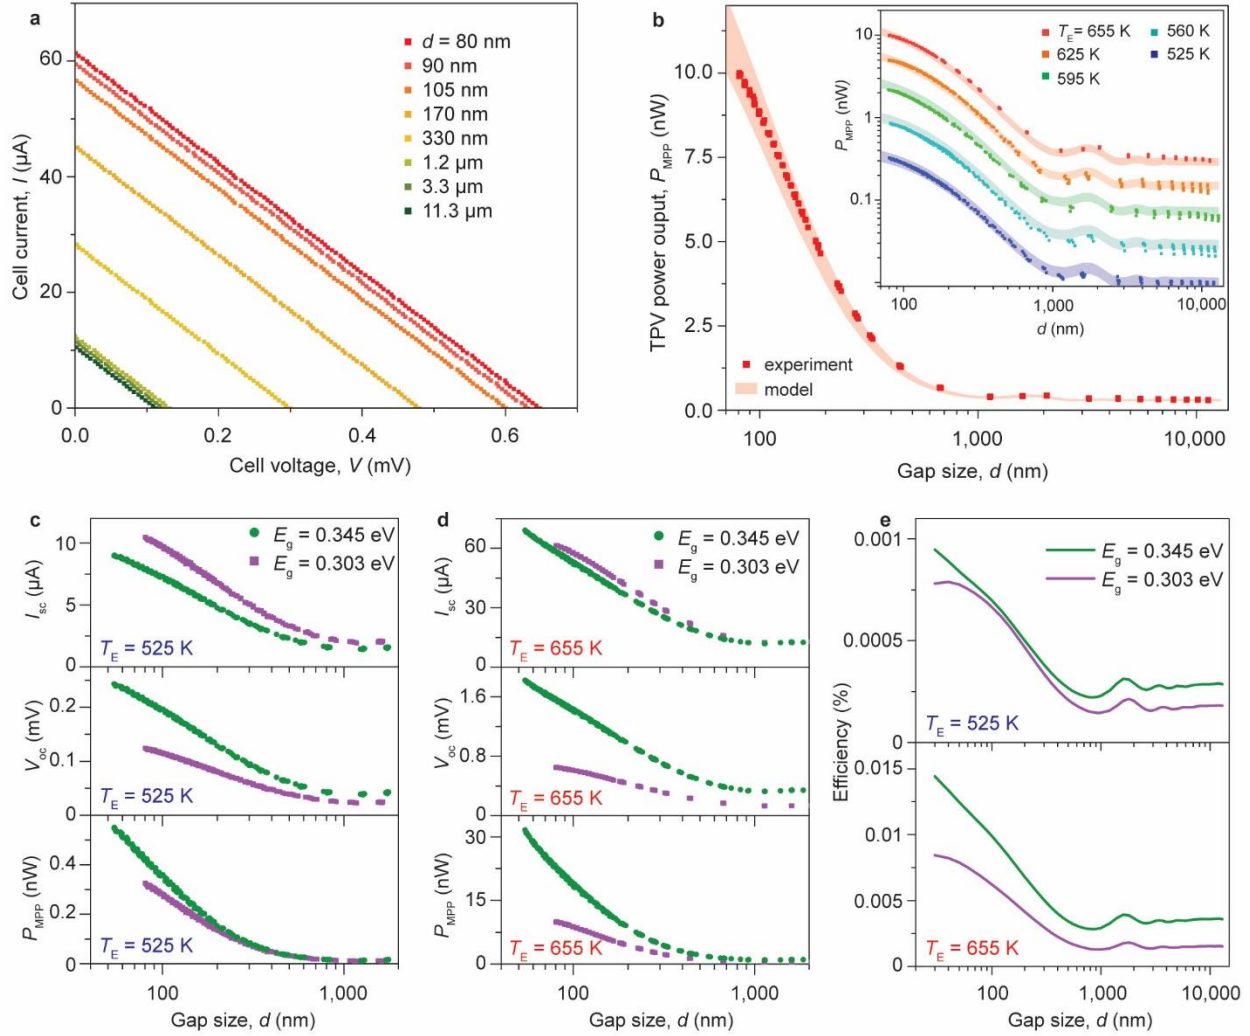 a
Cell current, I (µA)
60
40
20
0
d = 80 nm
90 nm
105 nm
170 nm
330 nm
1.2 µm
3.3 µm
11.3 µm
0.0 0.2 0.4 0.6
Cell voltage, V (mV)
b
TPV power ouput, PMPP (nW)
10.0
7.5
5.0
2.5
0.0
experiment
model
100 1,000 10,000
Gap size, d (nm)
PMPP (nW)
10
1
0.1
TE = 655 K
625 K
595 K
560 K
525 K
100 1,000 10,000
d (nm)
c
Isc (µA)
10
5
0
Eg = 0.345 eV
Eg = 0.303 eV
TE = 525 K
Voc (mV)
0.2
0.1
0
TE = 525 K
PMPP (nW)
0.4
0.2
0
TE = 525 K
100 1,000
Gap size, d (nm)
d
Isc (µA)
60
30
0
Eg = 0.345 eV
Eg = 0.303 eV
TE = 655 K
Voc (mV)
1.6
0.8
0
TE = 655 K
PMPP (nW)
30
15
0
TE = 655 K
100 1,000
Gap size, d (nm)
e
Efficiency (%)
0.001
0.0005
0
Eg = 0.345 eV
Eg = 0.303 eV
TE = 525 K
0.015
0.01
0.005
0
TE = 655 K
100 1,000 10,000
Gap size, d (nm)